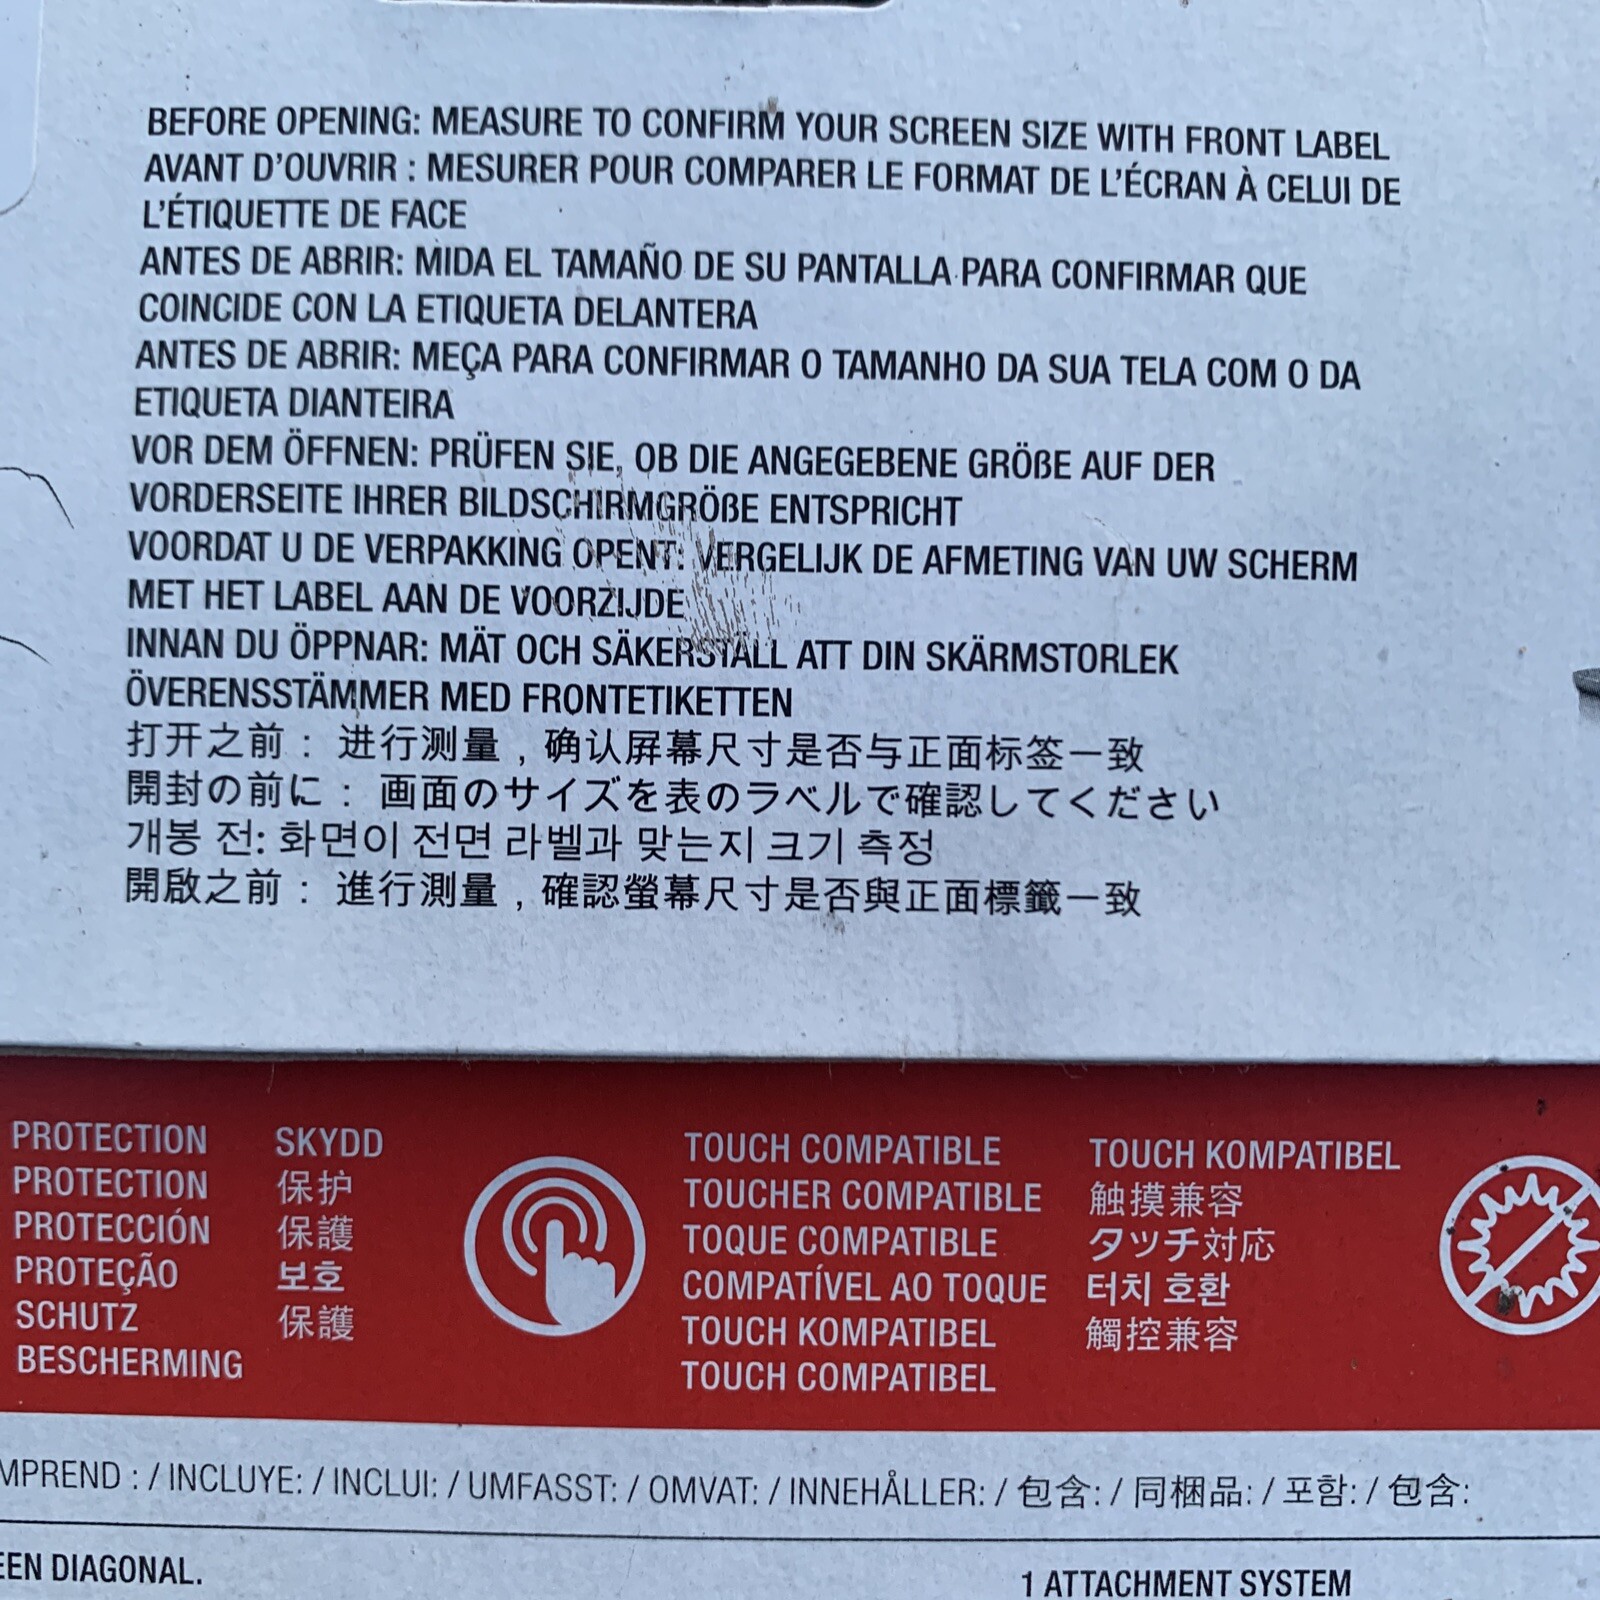 BEFORE OPENING: MEASURE TO CONFIRM YOUR SCREEN SIZE WITH FRONT LABEL
AVANT D'OUVRIR : MESURER POUR COMPARER LE FORMAT DE L'ÉCRAN À CELUI DE
L'ÉTIQUETTE DE FACE
ANTES DE ABRIR: MIDA EL TAMAÑO DE SU PANTALLA PARA CONFIRMAR QUE
COINCIDE CON LA ETIQUETA DELANTERA
ANTES DE ABRIR: MEÇA PARA CONFIRMAR O TAMANHO DA SUA TELA COM O DA
ETIQUETA DIANTEIRA
VOR DEM ÖFFNEN: PRÜFEN SIE, OB DIE ANGEGEBENE GRÖßE AUF DER
VORDERSEITE IHRER BILDSCHIRMGRÖßE ENTSPRICHT
VOORDAT U DE VERPAKKING OPENT: VERGELIJK DE AFMETING VAN UW SCHERM
MET HET LABEL AAN DE VOORZIJDE
INNAN DU ÖPPNAR: MÄT OCH SÄKERSTÄLL ATT DIN SKÄRMSTORLEK
ÖVERENSSTÄMMER MED FRONTETIKETTEN
打开之前：进行测量，确认屏幕尺寸是否与正面标签一致
開封の前に：画面のサイズを表のラベルで確認してください
개봉 전: 화면이 전면 라벨과 맞는지 크기 측정
開啟之前：進行測量，確認螢幕尺寸是否與正面標籤一致
PROTECTION
PROTECTION
PROTECCIÓN
PROTEÇÃO
SCHUTZ
BESCHERMING
SKYDD
保护
保護
보호
保護
TOUCH COMPATIBLE
TOUCHER COMPATIBLE
TOQUE COMPATIBLE
COMPATÍVEL AO TOQUE
TOUCH KOMPATIBEL
TOUCH COMPATIBEL
TOUCH KOMPATIBEL
触摸兼容
タッチ対応
터치 호환
觸控兼容
MPREND : / INCLUYE: / INCLUI: / UMFASST: / OMVAT: / INNEHÅLLER: / 包含: / 同梱品: / 포함: / 包含:
EEN DIAGONAL.
1 ATTACHMENT SYSTEM